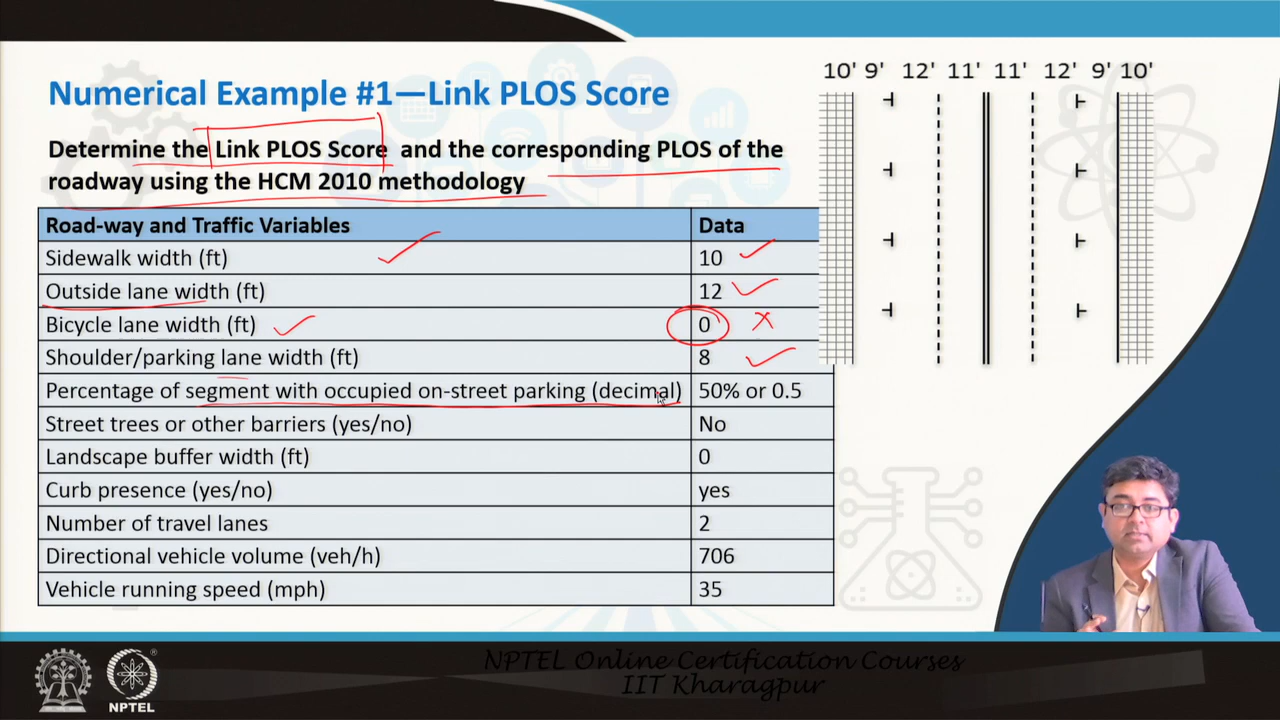 10' 9' 12' 11' 11' 12' 9' 10'
Numerical Example #1—Link PLOS Score
Determine the Link PLOS Score and the corresponding PLOS of the
roadway using the HCM 2010 methodology
Road-way and Traffic Variables Data
Sidewalk width (ft) 10
Outside lane width (ft) 12
Bicycle lane width (ft) 0
Shoulder/parking lane width (ft) 8
Percentage of segment with occupied on-street parking (decimal) 50% or 0.5
Street trees or other barriers (yes/no) No
Landscape buffer width (ft) 0
Curb presence (yes/no) yes
Number of travel lanes 2
Directional vehicle volume (veh/h) 706
Vehicle running speed (mph) 35
NPTEL Online Certification Courses
IIT Kharagpur
NPTEL